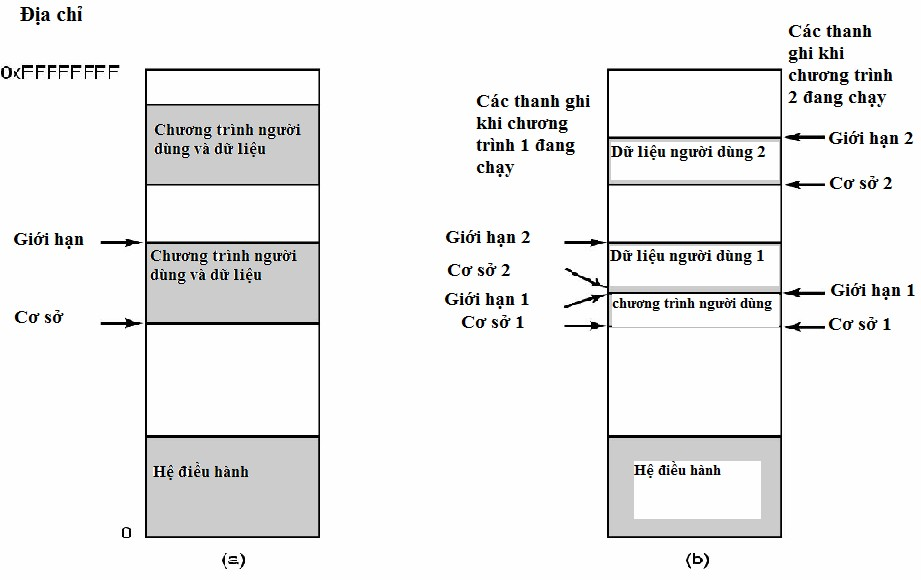 Địa chỉ
0xFFFFFFFF
Chương trình người
dùng và dữ liệu
Giới hạn
Chương trình người
dùng và dữ liệu
Cơ sở
Hệ điều hành
0
(a)
Các thanh ghi
khi chương
trình 1 đang
chạy
Các thanh
ghi khi
chương trình
2 đang chạy
Giới hạn 2
Dữ liệu người dùng 2
Cơ sở 2
Giới hạn 2
Dữ liệu người dùng 1
Cơ sở 2
Giới hạn 1
Giới hạn 1
chương trình người dùng
Cơ sở 1
Cơ sở 1
Hệ điều hành
(b)